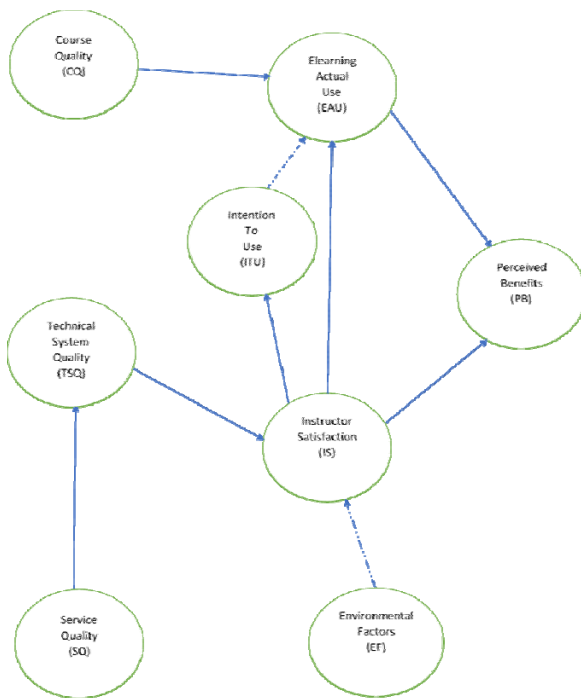 Course
Quality
(CQ)
Elearning
Actual
Use
(EAU)
Intention
To
Use
(ITU)
Perceived
Benefits
(PB)
Technical
System
Quality
(TSQ)
Instructor
Satisfaction
(IS)
Service
Quality
(SQ)
Environmental
Factors
(EF)